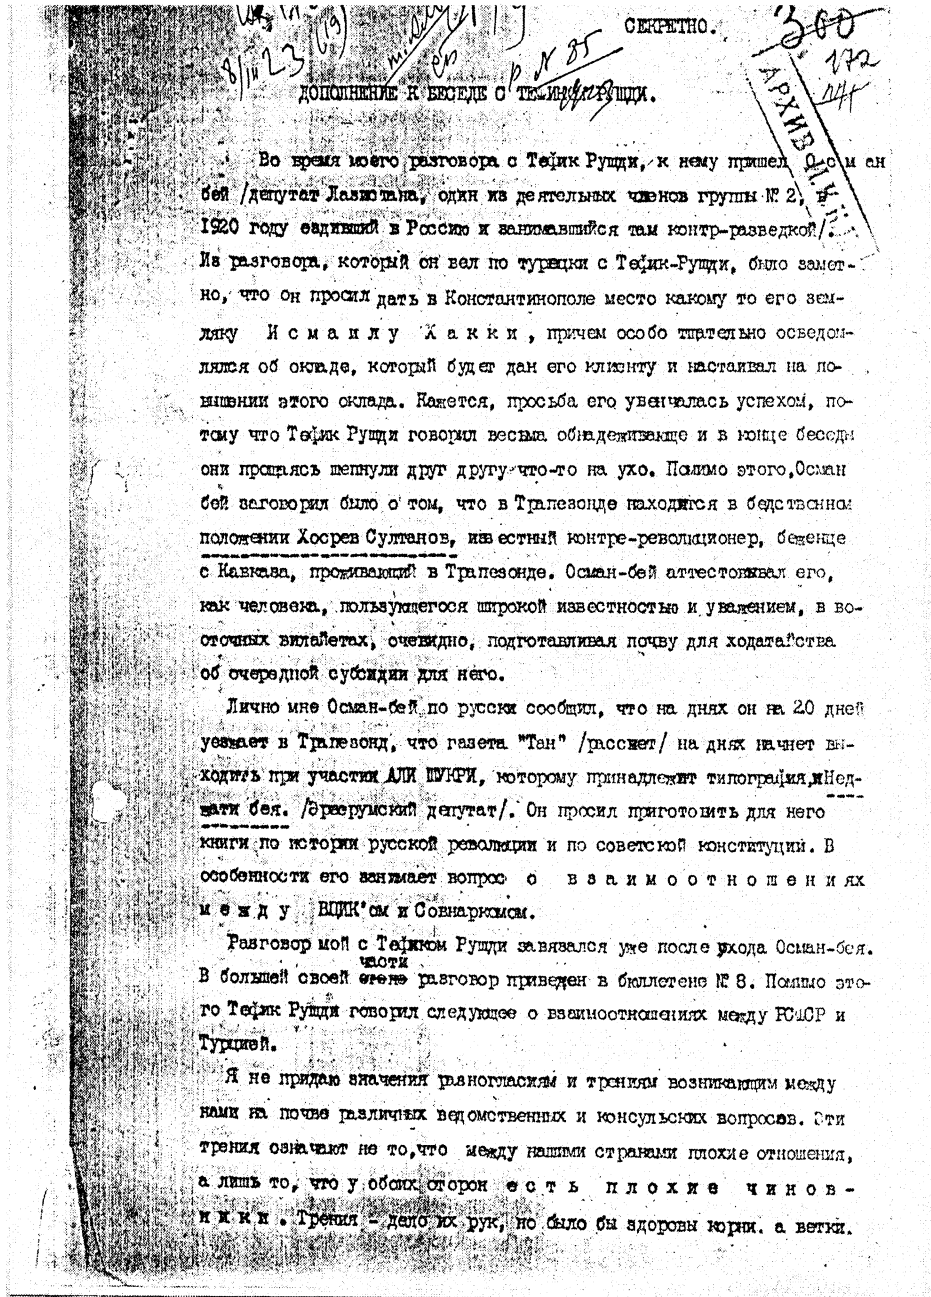 СЕКРЕТНО.
360
172
8/III 23 (19)
р N 85
АРХИВ
ДОПОЛНЕНИЕ К БЕСЕДЕ С ТЕФИК РУШДИ.
Во время моего разговора с Тефик Рушди, к нему пришел Осман
бей /депутат Лазистана, один из деятельных членов группы № 2, в
1920 году ездивший в Россию и занимавшийся там контр-разведкой/.
Из разговора, который он вел по турецки с Тефик-Рушди, было замет-
но, что он просил дать в Константинополе место какому то его зем-
ляку И с м а и л у Х а к к и , причем особо тщательно осведом-
лялся об окладе, который будет дан его клиенту и настаивал на по-
вышении этого оклада. Кажется, просьба его увенчалась успехом, по-
тому что Тефик Рушди говорил весьма обнадеживающе и в конце беседы
они прощаясь шепнули друг другу что-то на ухо. Помимо этого, Осман
бей заговорил было о том, что в Трапезонде находится в бедственном
положении Хосрев Султанов, известный контре-революционер, беженце
с Кавказа, проживающий в Трапезонде. Осман-бей аттестовывал его,
как человека, пользующегося широкой известностью и уважением, в во-
сточных вилайетах, очевидно, подготавливая почву для ходатайства
об очередной субсидии для него.
Лично мне Осман-бей по русски сообщил, что на днях он на 20 дней
уезжает в Трапезонд, что газета "Тан" /рассвет/ на днях начнет вы-
ходить при участии АЛИ ШУКРИ, которому принадлежит типография, и Нед-
жати бея. /Эрзерумский депутат/. Он просил приготовить для него
книги по истории русской революции и по советской конституции. В
особенности его занимает вопрос о в з а и м о о т н о ш е н и ях
м е ж д у ВЦИК'ом и Совнаркомом.
Разговор мой с Тефиком Рушди завязался уже после ухода Осман-бея.
части
В большей своей разговор приведен в бюллетене № 8. Помимо это-
го Тефик Рушди говорил следующее о взаимоотношениях между РСФСР и
Турцией.
Я не придаю значения разногласиям и трениям возникающим между
нами на почве различных ведомственных и консульских вопросов. Эти
трения означают не то, что между нашими странами плохие отношения,
а лишь то, что у обоих сторон е с т ь п л о х и е ч и н о в -
н и к и . Трения – дело их рук, но было бы здоровы корни. а ветки.